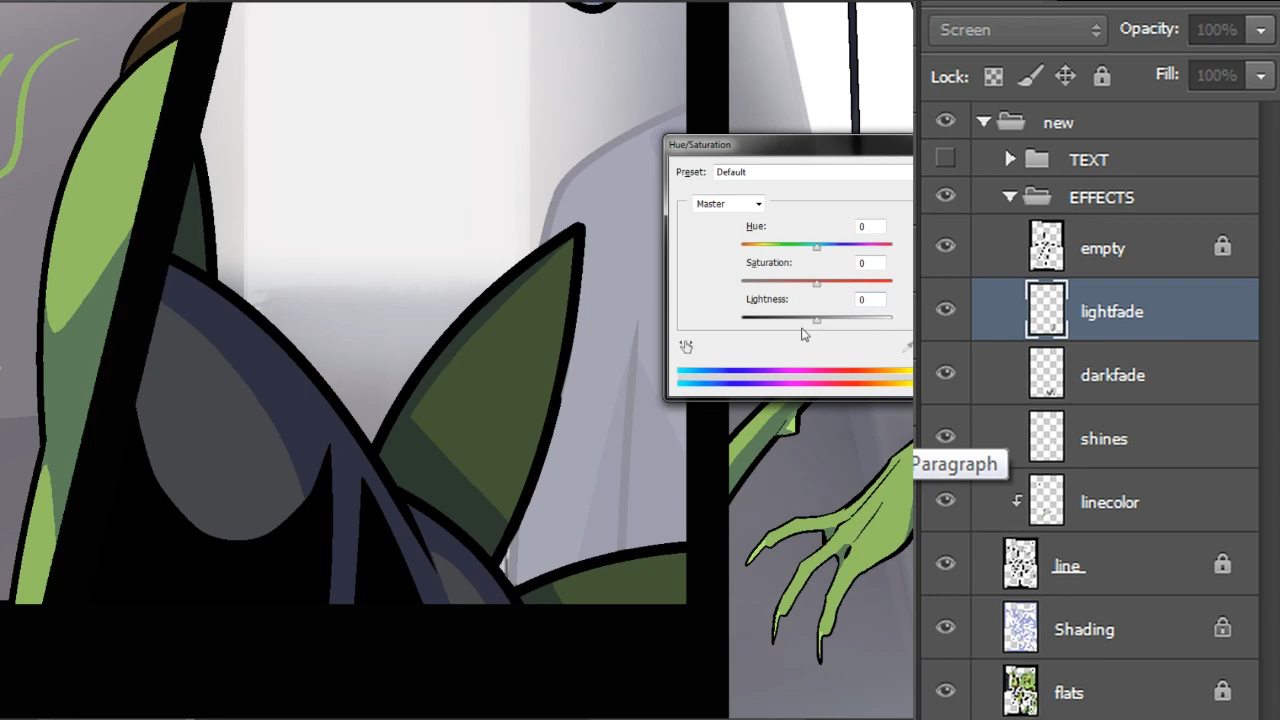 Screen Opacity: 100%
Lock: Fill: 100%
new
TEXT
EFFECTS
empty
lightfade
darkfade
shines
Paragraph
linecolor
line
Shading
flats
Hue/Saturation
Preset: Default
Master
Hue: 0
Saturation: 0
Lightness: 0